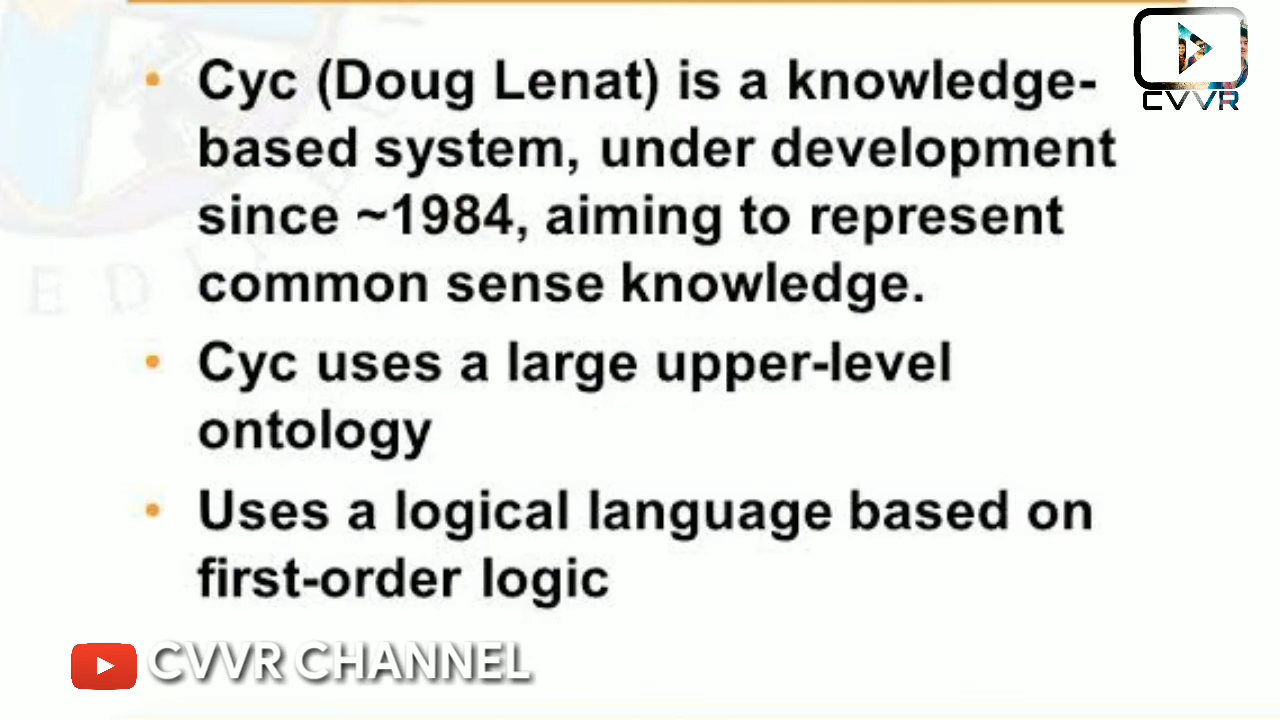 • Cyc (Doug Lenat) is a knowledge-
based system, under development
since ~1984, aiming to represent
common sense knowledge.
• Cyc uses a large upper-level
ontology
• Uses a logical language based on
first-order logic
CVVR
E D
CVVR CHANNEL